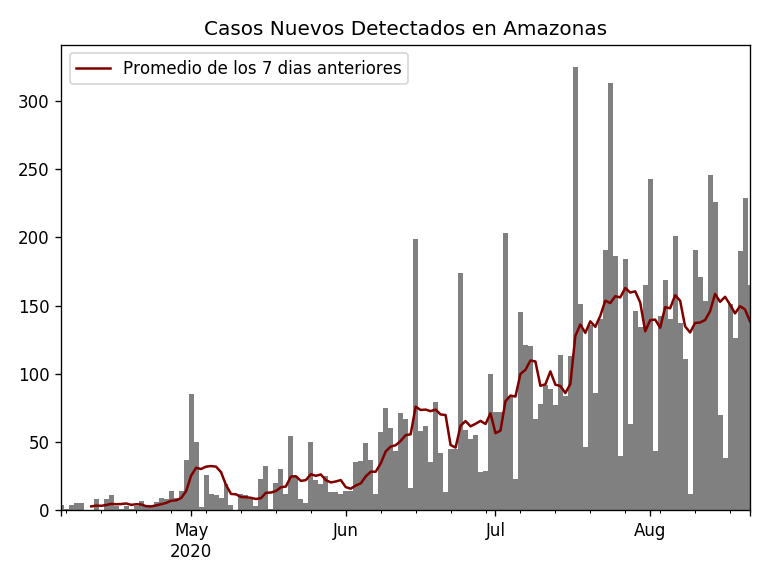 Casos Nuevos Detectados en Amazonas
Promedio de los 7 dias anteriores
300
250
200
150
100
50
0
May
2020
Jun
Jul
Aug